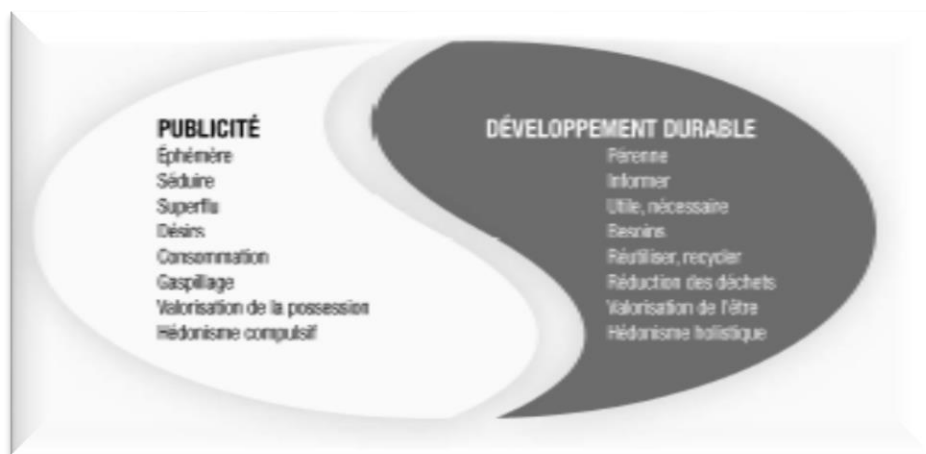 PUBLICITÉ
Éphémère
Séduire
Superflu
Désirs
Consommation
Gaspillage
Valorisation de la possession
Hédonisme compulsif
DÉVELOPPEMENT DURABLE
Pérenne
Informer
Utile, nécessaire
Besoins
Réutiliser, recycler
Réduction des déchets
Valorisation de l'être
Hédonisme holistique